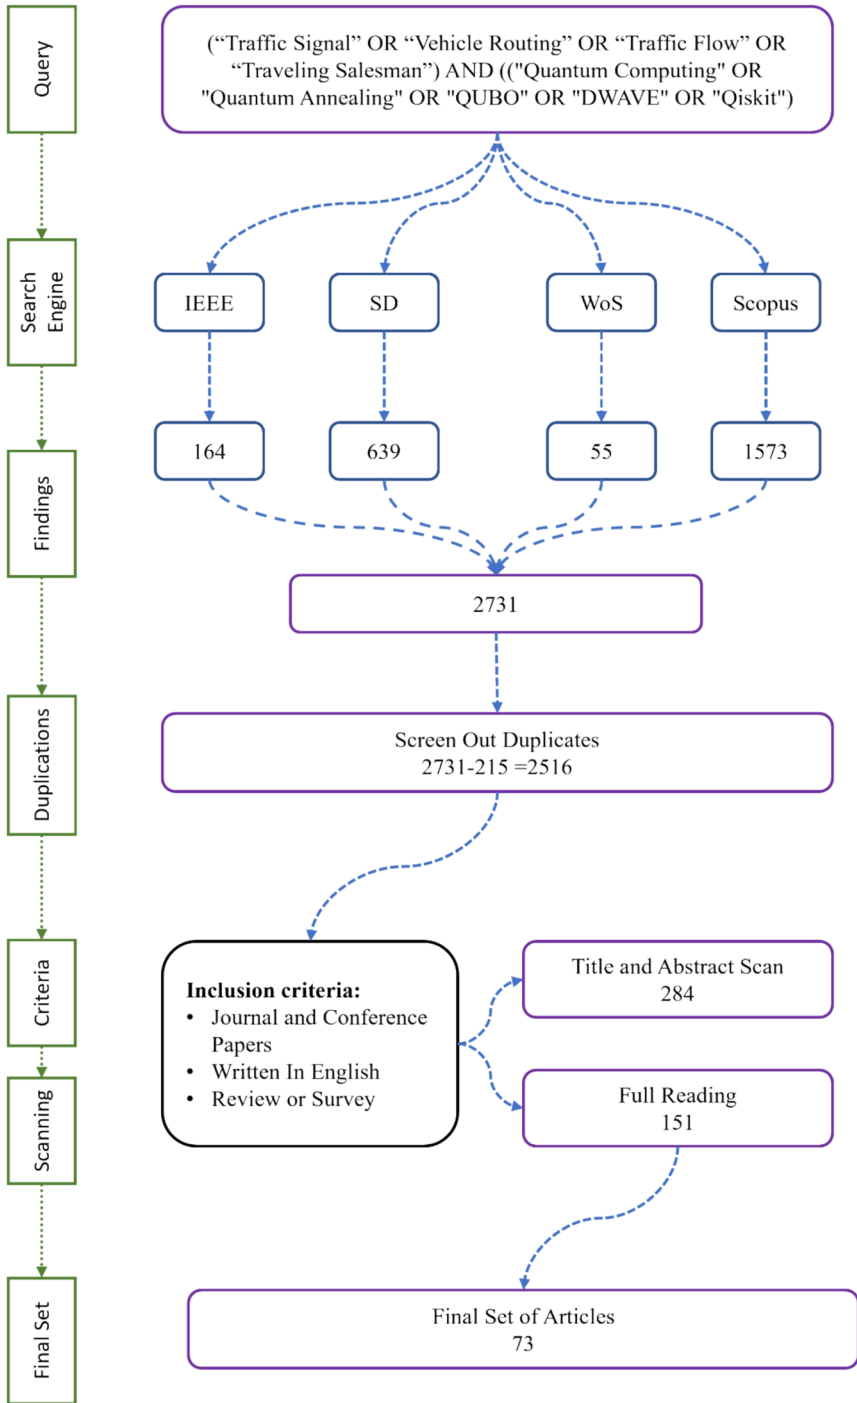 Query
(“Traffic Signal” OR “Vehicle Routing” OR “Traffic Flow” OR
“Traveling Salesman”) AND (("Quantum Computing" OR
"Quantum Annealing" OR "QUBO" OR "DWAVE" OR "Qiskit")
Search
Engine
IEEE
SD
WoS
Scopus
Findings
164
639
55
1573
2731
Duplications
Screen Out Duplicates
2731-215 =2516
Criteria
Inclusion criteria:
• Journal and Conference
Papers
• Written In English
• Review or Survey
Title and Abstract Scan
284
Scanning
Full Reading
151
Final Set
Final Set of Articles
73